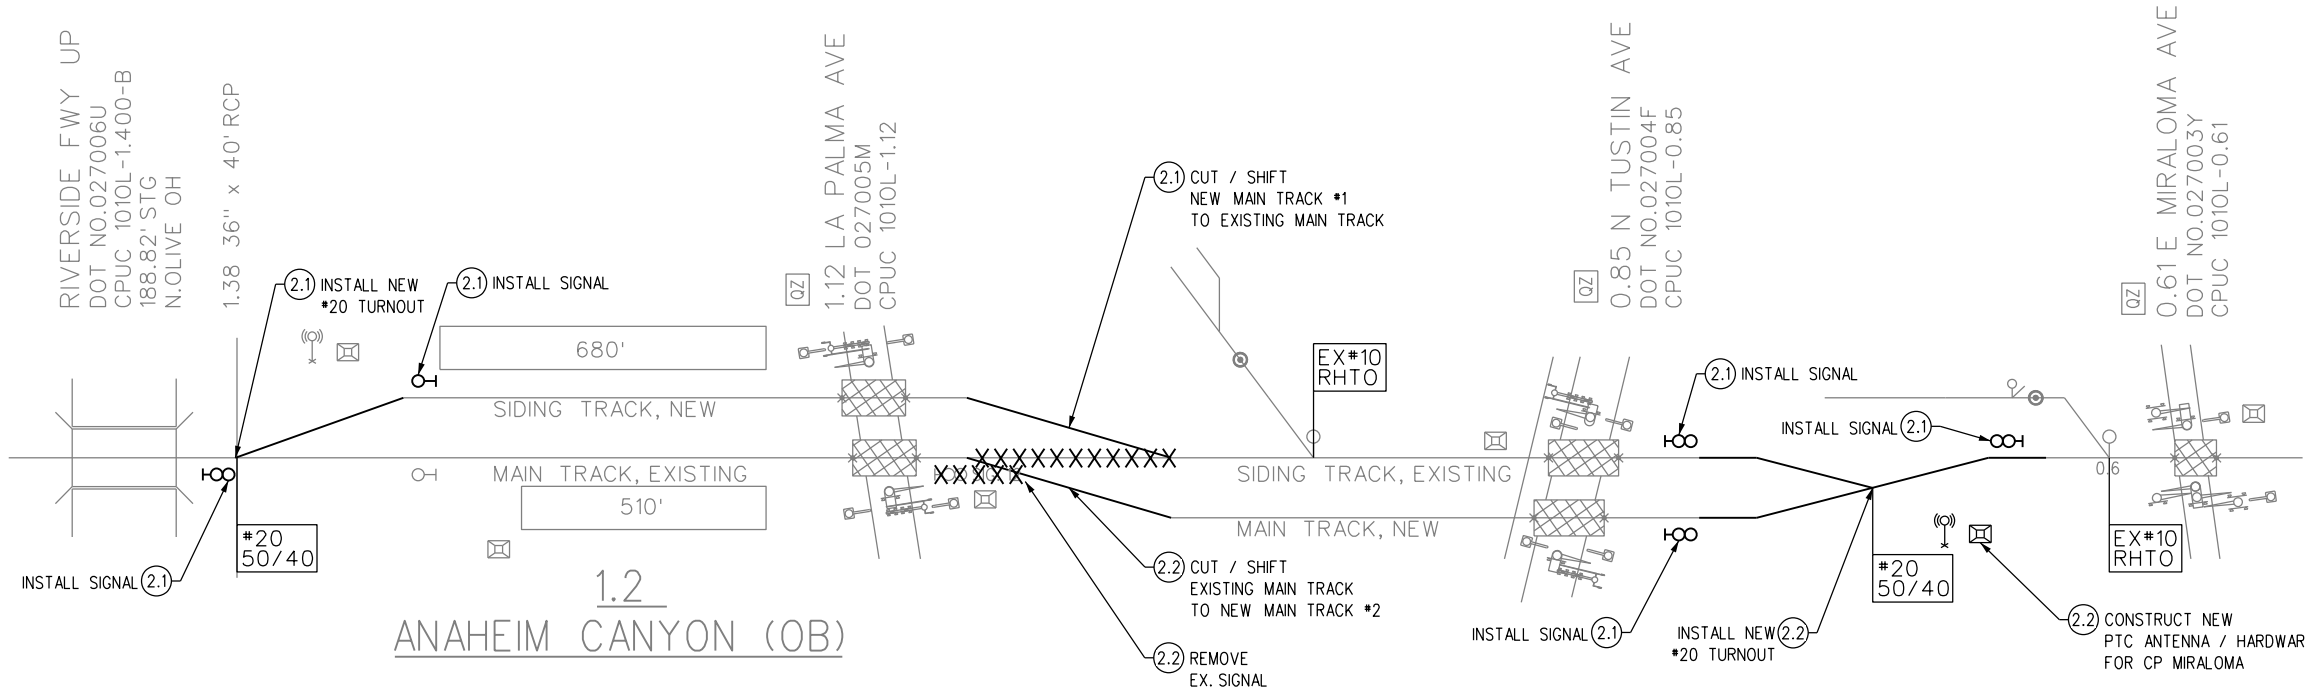 RIVERSIDE FWY UP
DOT NO.027006U
CPUC 101OL-1.400-B
188.82' STG
N.OLIVE OH
1.38 36" x 40' RCP
2.1 INSTALL NEW
#20 TURNOUT
2.1 INSTALL SIGNAL
680'
SIDING TRACK, NEW
MAIN TRACK, EXISTING
510'
INSTALL SIGNAL 2.1
#20
50/40
1.2
ANAHEIM CANYON (OB)
QZ
1.12 LA PALMA AVE
DOT 027005M
CPUC 101OL-1.12
2.1 CUT / SHIFT
NEW MAIN TRACK #1
TO EXISTING MAIN TRACK
EX#10
RHTO
SIDING TRACK, EXISTING
MAIN TRACK, NEW
2.2 CUT / SHIFT
EXISTING MAIN TRACK
TO NEW MAIN TRACK #2
2.2 REMOVE
EX. SIGNAL
QZ
0.85 N TUSTIN AVE
DOT NO.027004F
CPUC 101OL-0.85
2.1 INSTALL SIGNAL
INSTALL SIGNAL 2.1
INSTALL SIGNAL 2.1
INSTALL NEW 2.2
#20 TURNOUT
#20
50/40
QZ
0.61 E MIRALOMA AVE
DOT NO.027003Y
CPUC 101OL-0.61
0.6
EX#10
RHTO
2.2 CONSTRUCT NEW
PTC ANTENNA / HARDWAR
FOR CP MIRALOMA